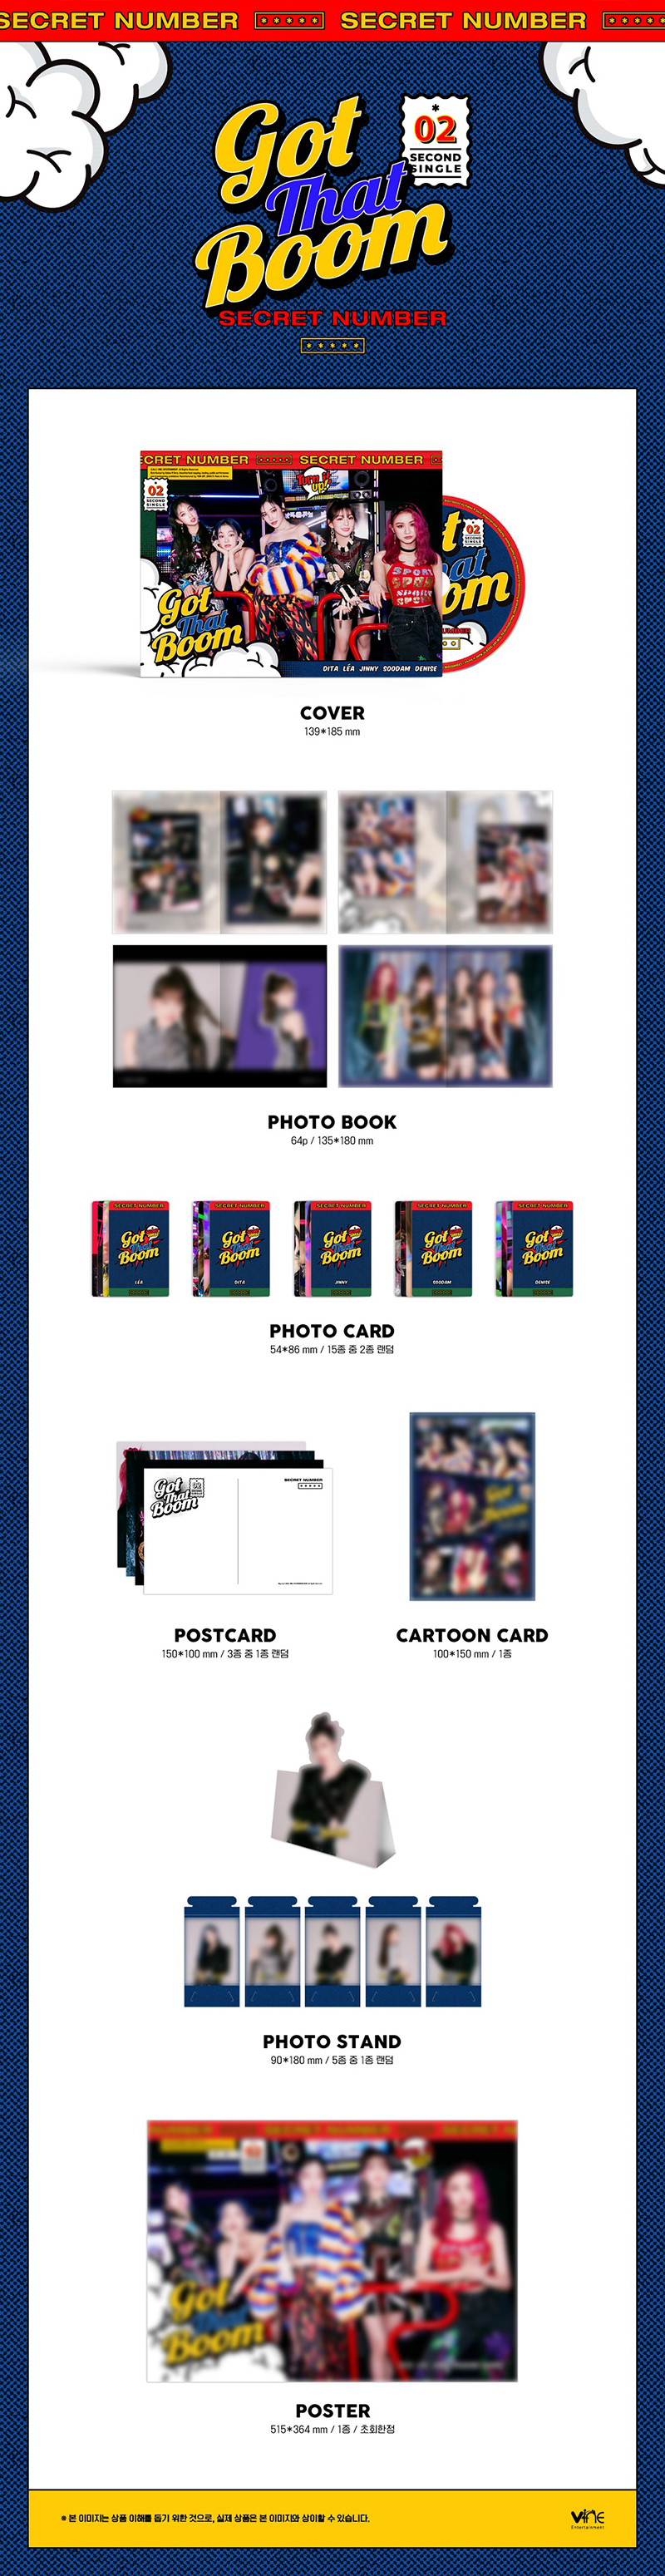 SECRET NUMBER ***** SECRET NUMBER *****
Got
That
Boom
*
02
SECOND
SINGLE
SECRET NUMBER
*****
SECRET NUMBER ***** SECRET NUMBER
02
SECOND
SINGLE
Turn it
up!
Got
That
Boom
DITA LÉA JINNY SOODAM DENISE
02
SECOND
SINGLE
COVER
139*185 mm
PHOTO BOOK
64p / 135*180 mm
SECRET NUMBER
Got
That
Boom
LÉA
SECRET NUMBER
Got
That
Boom
DITA
SECRET NUMBER
Got
That
Boom
JINNY
SECRET NUMBER
Got
That
Boom
SOODAM
SECRET NUMBER
Got
That
Boom
DENISE
PHOTO CARD
54*86 mm / 15종 중 2종 랜덤
Got
That
Boom
SECRET NUMBER
*****
POSTCARD
150*100 mm / 3종 중 1종 랜덤
CARTOON CARD
100*150 mm / 1종
PHOTO STAND
90*180 mm / 5종 중 1종 랜덤
Got
That
Boom
POSTER
515*364 mm / 1종 / 초회한정
※ 본 이미지는 상품 이해를 돕기 위한 것으로, 실제 상품은 본 이미지와 상이할 수 있습니다.
VINE
Entertainment